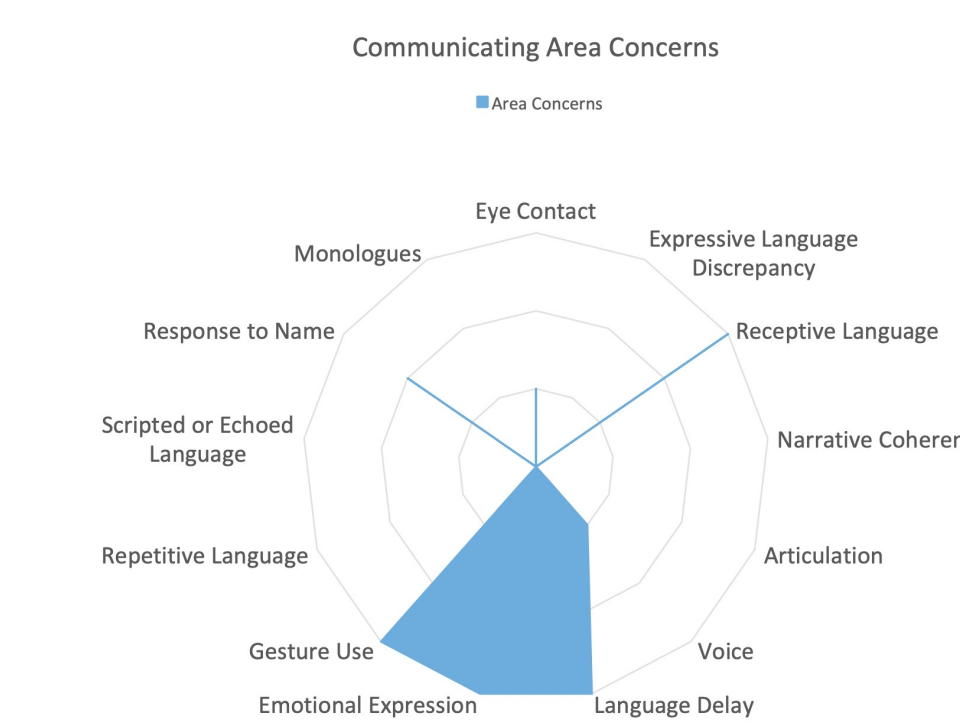 Communicating Area Concerns
Area Concerns
Eye Contact
Expressive Language
Discrepancy
Monologues
Response to Name
Receptive Language
Scripted or Echoed
Language
Narrative Coheren
Repetitive Language
Articulation
Gesture Use
Voice
Emotional Expression
Language Delay